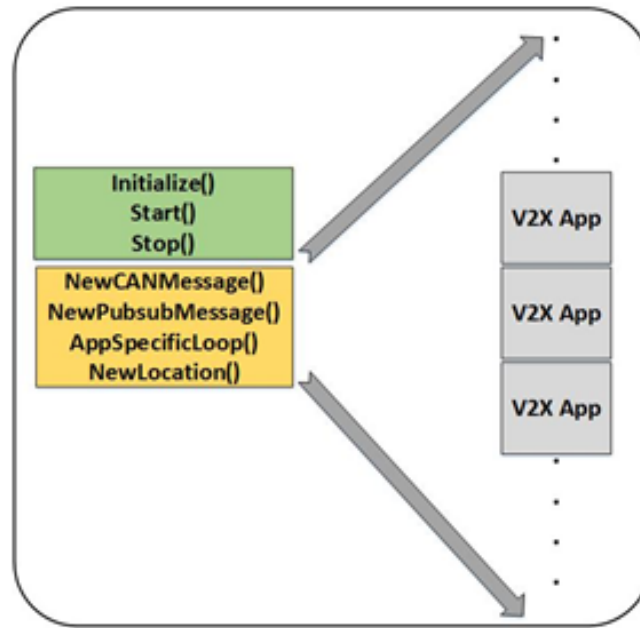 Initialize()
Start()
Stop()
NewCANMessage()
NewPubsubMessage()
AppSpecificLoop()
NewLocation()
V2X App
V2X App
V2X App